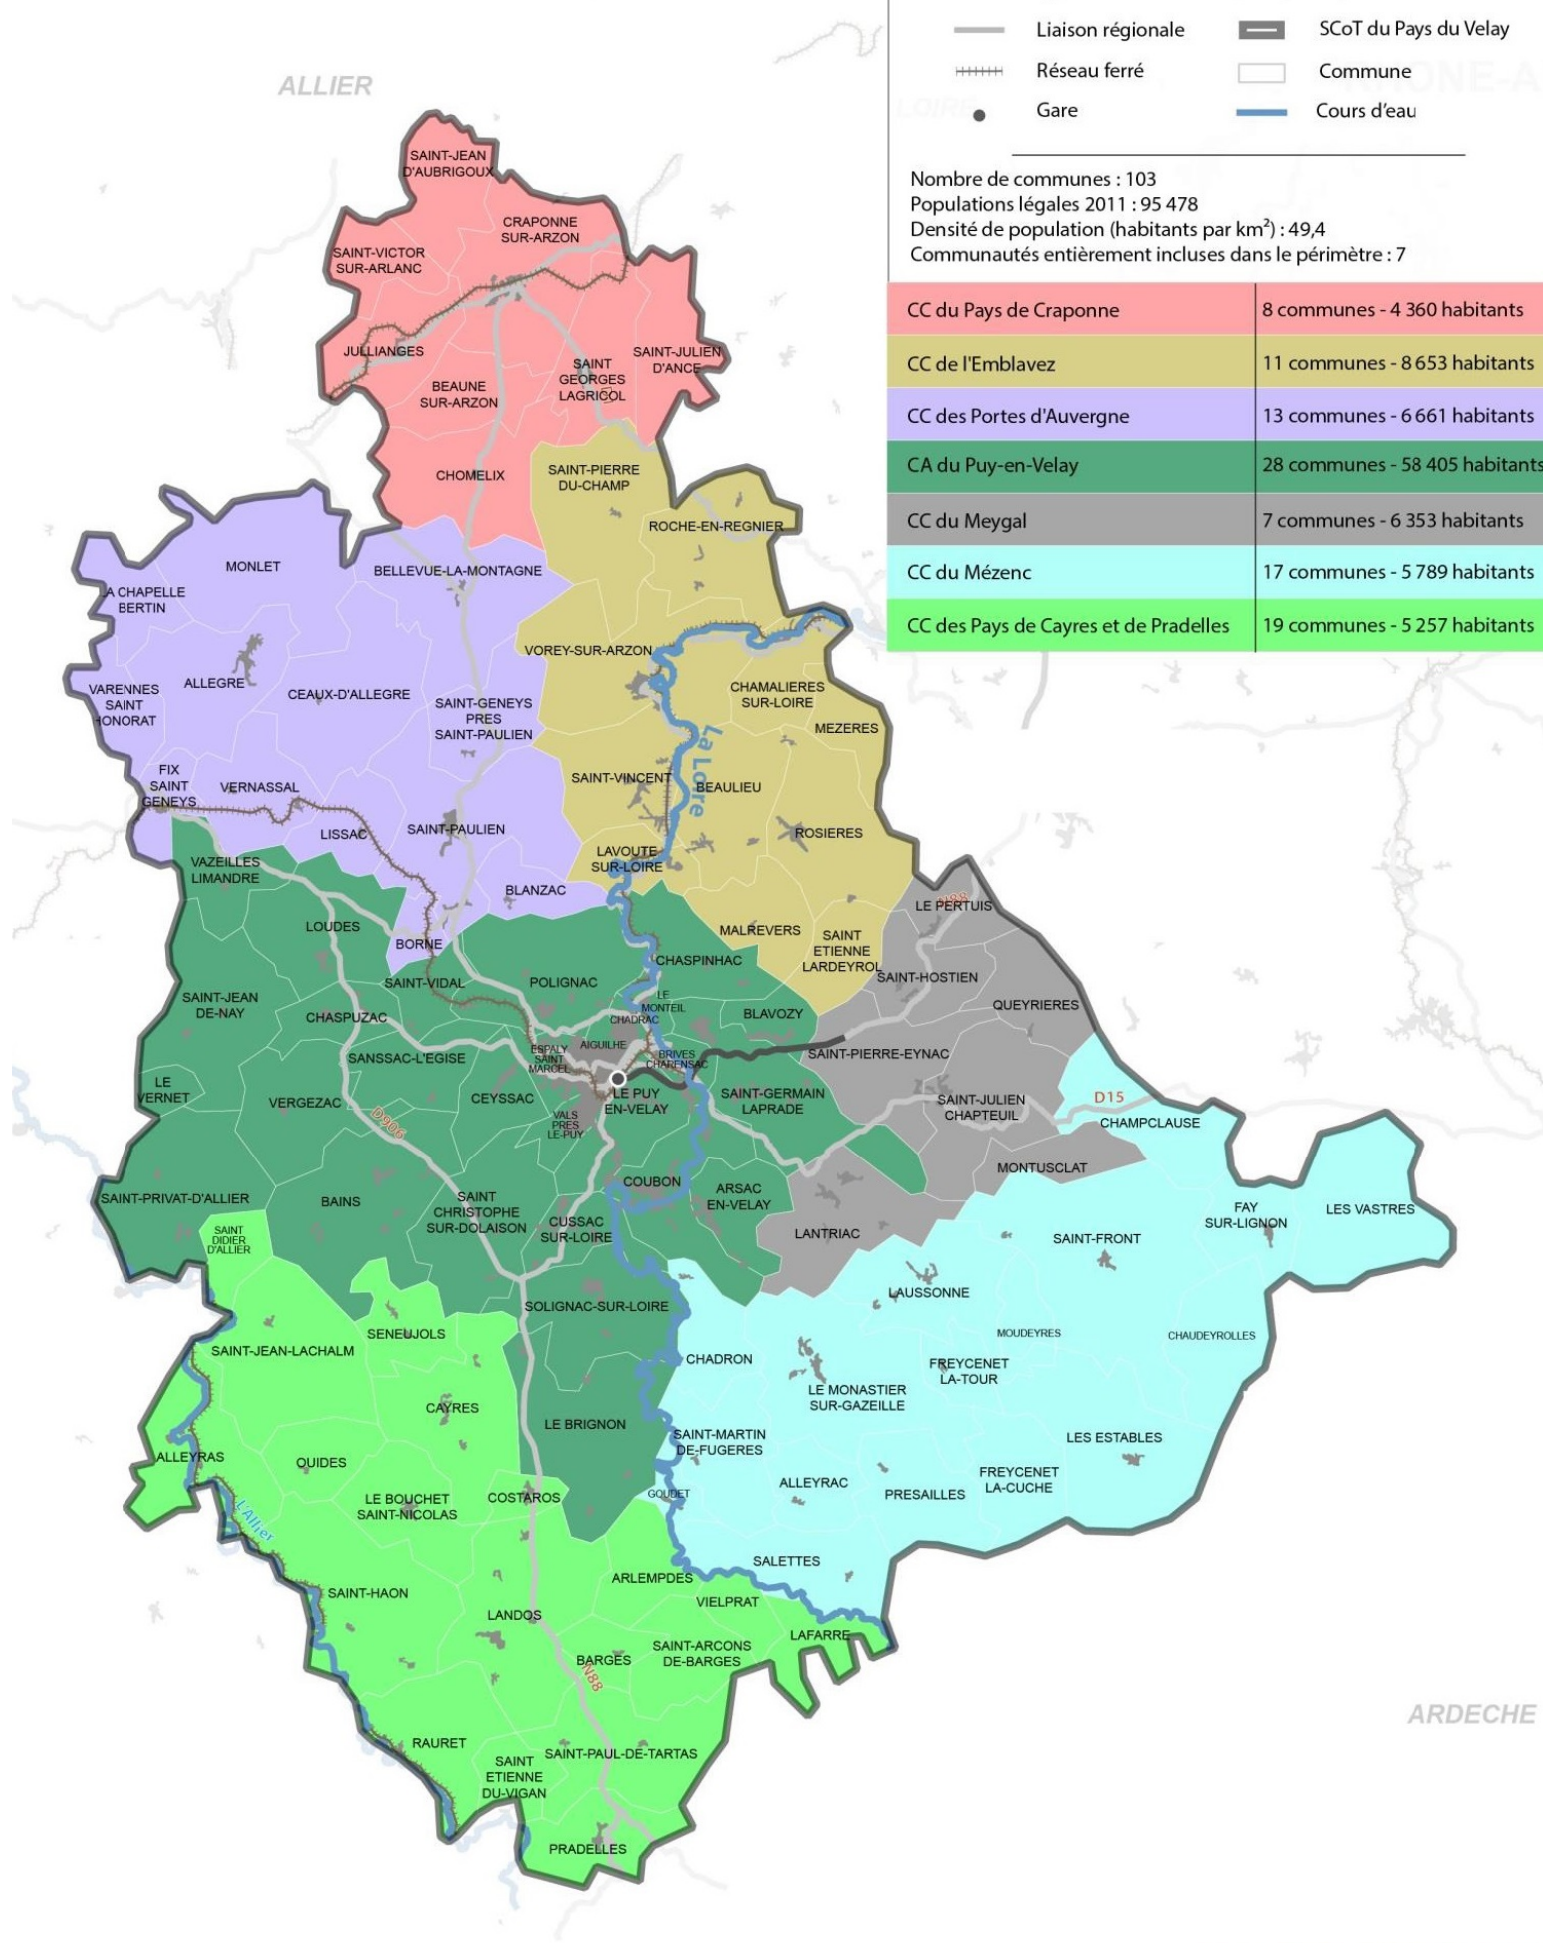 Liaison régionale
SCoT du Pays du Velay
Réseau ferré
Commune
Gare
Cours d'eau
RHONE-A
LOIRE
ALLIER
Nombre de communes : 103
Populations légales 2011 : 95 478
Densité de population (habitants par km²) : 49,4
Communautés entièrement incluses dans le périmètre : 7
CC du Pays de Craponne
8 communes - 4 360 habitants
CC de l'Emblavez
11 communes - 8 653 habitants
CC des Portes d'Auvergne
13 communes - 6 661 habitants
CA du Puy-en-Velay
28 communes - 58 405 habitants
CC du Meygal
7 communes - 6 353 habitants
CC du Mézenc
17 communes - 5 789 habitants
CC des Pays de Cayres et de Pradelles
19 communes - 5 257 habitants
SAINT-JEAN
D'AUBRIGOUX
CRAPONNE
SUR-ARZON
SAINT-VICTOR
SUR-ARLANC
JULLIANGES
SAINT-JULIEN
D'ANCE
SAINT
GEORGES
LAGRICOL
BEAUNE
SUR-ARZON
CHOMELIX
SAINT-PIERRE
DU-CHAMP
ROCHE-EN-REGNIER
MONLET
BELLEVUE-LA-MONTAGNE
LA CHAPELLE
BERTIN
VOREY-SUR-ARZON
ALLEGRE
CEAUX-D'ALLEGRE
VARENNES
SAINT
HONORAT
SAINT-GENEYS
PRES
SAINT-PAULIEN
CHAMALIERES
SUR-LOIRE
MEZERES
La Loire
FIX
SAINT
GENEYS
VERNASSAL
SAINT-VINCENT
BEAULIEU
LISSAC
SAINT-PAULIEN
ROSIERES
LAVOUTE
SUR-LOIRE
VAZEILLES
LIMANDRE
BLANZAC
LE PERTUIS
N88
LOUDES
BORNE
MALREVERS
SAINT
ETIENNE
LARDEYROL
CHASPINHAC
SAINT-HOSTIEN
SAINT-VIDAL
POLIGNAC
SAINT-JEAN
DE-NAY
LE
MONTEIL
QUEYRIERES
CHASPUZAC
CHADRAC
BLAVOZY
AIGUILHE
SANSSAC-L'EGISE
ESPALY
SAINT
MARCEL
BRIVES
CHARENSAC
SAINT-PIERRE-EYNAC
LE
VERNET
VERGEZAC
CEYSSAC
LE PUY
EN-VELAY
SAINT-GERMAIN
LAPRADE
SAINT-JULIEN
CHAPTEUIL
D15
CHAMPCLAUSE
VALS
PRES
LE-PUY
D906
MONTUSCLAT
SAINT-PRIVAT-D'ALLIER
BAINS
SAINT
CHRISTOPHE
SUR-DOLAISON
COUBON
ARSAC
EN-VELAY
CUSSAC
SUR-LOIRE
LANTRIAC
FAY
SUR-LIGNON
LES VASTRES
SAINT
DIDIER
D'ALLIER
SAINT-FRONT
LAUSSONNE
SOLIGNAC-SUR-LOIRE
SENEUJOLS
SAINT-JEAN-LACHALM
MOUDEYRES
CHAUDEYROLLES
CHADRON
FREYCENET
LA-TOUR
LE MONASTIER
SUR-GAZEILLE
CAYRES
LE BRIGNON
SAINT-MARTIN
DE-FUGERES
LES ESTABLES
ALLEYRAS
OUIDES
ALLEYRAC
FREYCENET
LA-CUCHE
PRESAILLES
GOUDET
LE BOUCHET
SAINT-NICOLAS
COSTAROS
L'Allier
SALETTES
ARLEMPDES
SAINT-HAON
VIELPRAT
LANDOS
LAFARRE
SAINT-ARCONS
DE-BARGES
BARGES
N88
ARDECHE
RAURET
SAINT-PAUL-DE-TARTAS
SAINT
ETIENNE
DU-VIGAN
PRADELLES